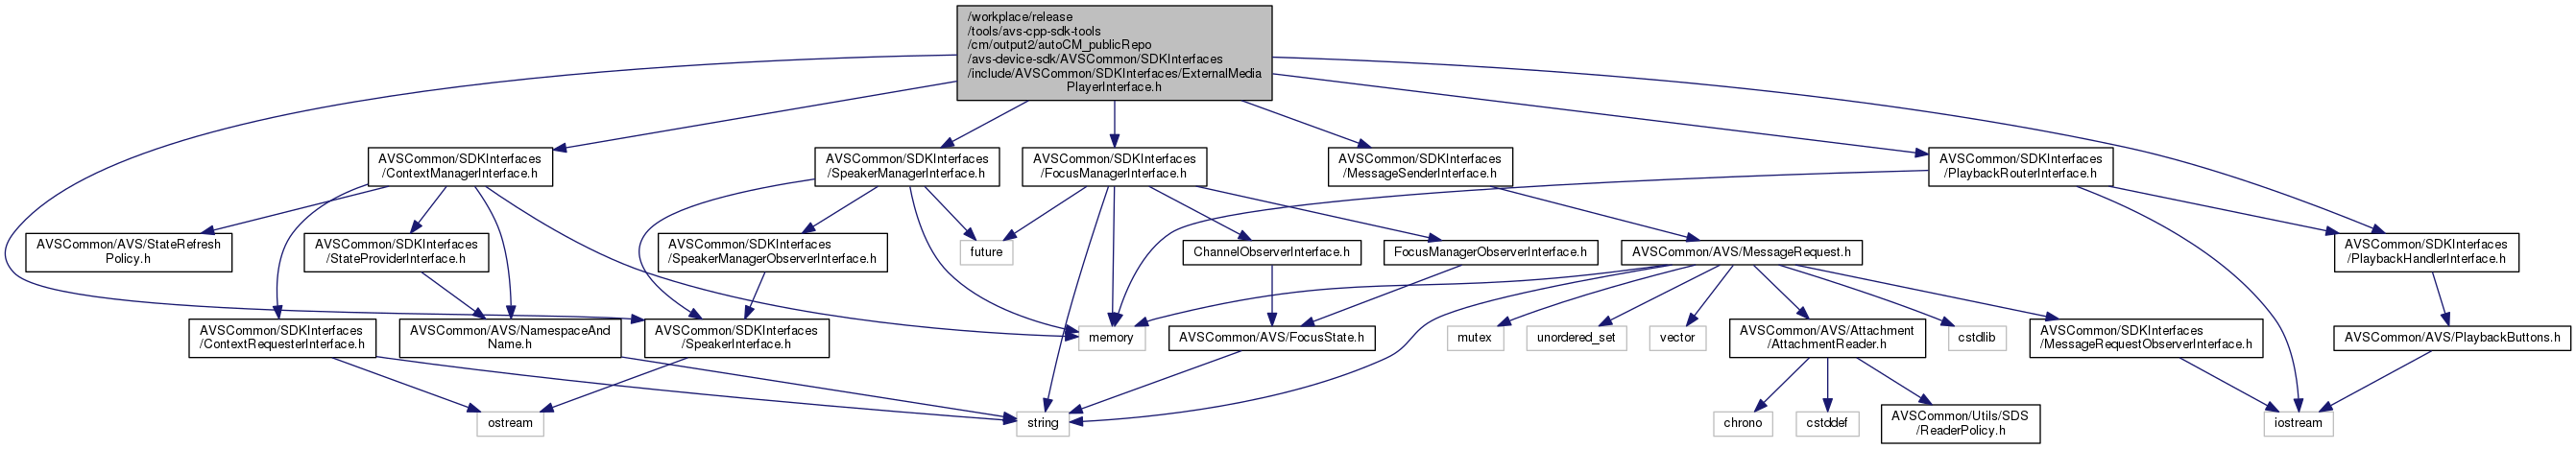 /workplace/release
/tools/avs-cpp-sdk-tools
/cm/output2/autoCM_publicRepo
/avs-device-sdk/AVSCommon/SDKInterfaces
/include/AVSCommon/SDKInterfaces/ExternalMedia
PlayerInterface.h
AVSCommon/SDKInterfaces
/ContextManagerInterface.h
AVSCommon/SDKInterfaces
/SpeakerManagerInterface.h
AVSCommon/SDKInterfaces
/FocusManagerInterface.h
AVSCommon/SDKInterfaces
/MessageSenderInterface.h
AVSCommon/SDKInterfaces
/PlaybackRouterInterface.h
AVSCommon/AVS/StateRefresh
Policy.h
AVSCommon/SDKInterfaces
/StateProviderInterface.h
AVSCommon/SDKInterfaces
/SpeakerManagerObserverInterface.h
future
ChannelObserverInterface.h
FocusManagerObserverInterface.h
AVSCommon/AVS/MessageRequest.h
AVSCommon/SDKInterfaces
/PlaybackHandlerInterface.h
AVSCommon/SDKInterfaces
/ContextRequesterInterface.h
AVSCommon/AVS/NamespaceAnd
Name.h
AVSCommon/SDKInterfaces
/SpeakerInterface.h
memory
AVSCommon/AVS/FocusState.h
mutex
unordered_set
vector
AVSCommon/AVS/Attachment
/AttachmentReader.h
cstdlib
AVSCommon/SDKInterfaces
/MessageRequestObserverInterface.h
AVSCommon/AVS/PlaybackButtons.h
ostream
string
chrono
cstddef
AVSCommon/Utils/SDS
/ReaderPolicy.h
iostream